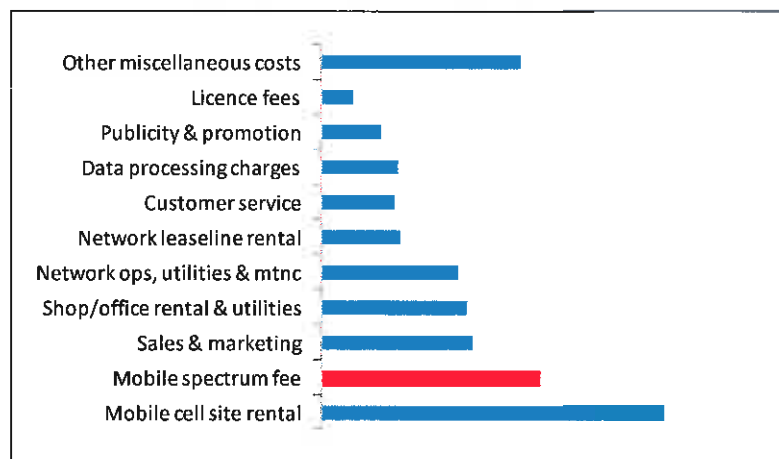 Other miscellaneous costs
Licence fees
Publicity & promotion
Data processing charges
Customer service
Network leaseline rental
Network ops, utilities & mtnc
Shop/office rental & utilities
Sales & marketing
Mobile spectrum fee
Mobile cell site rental